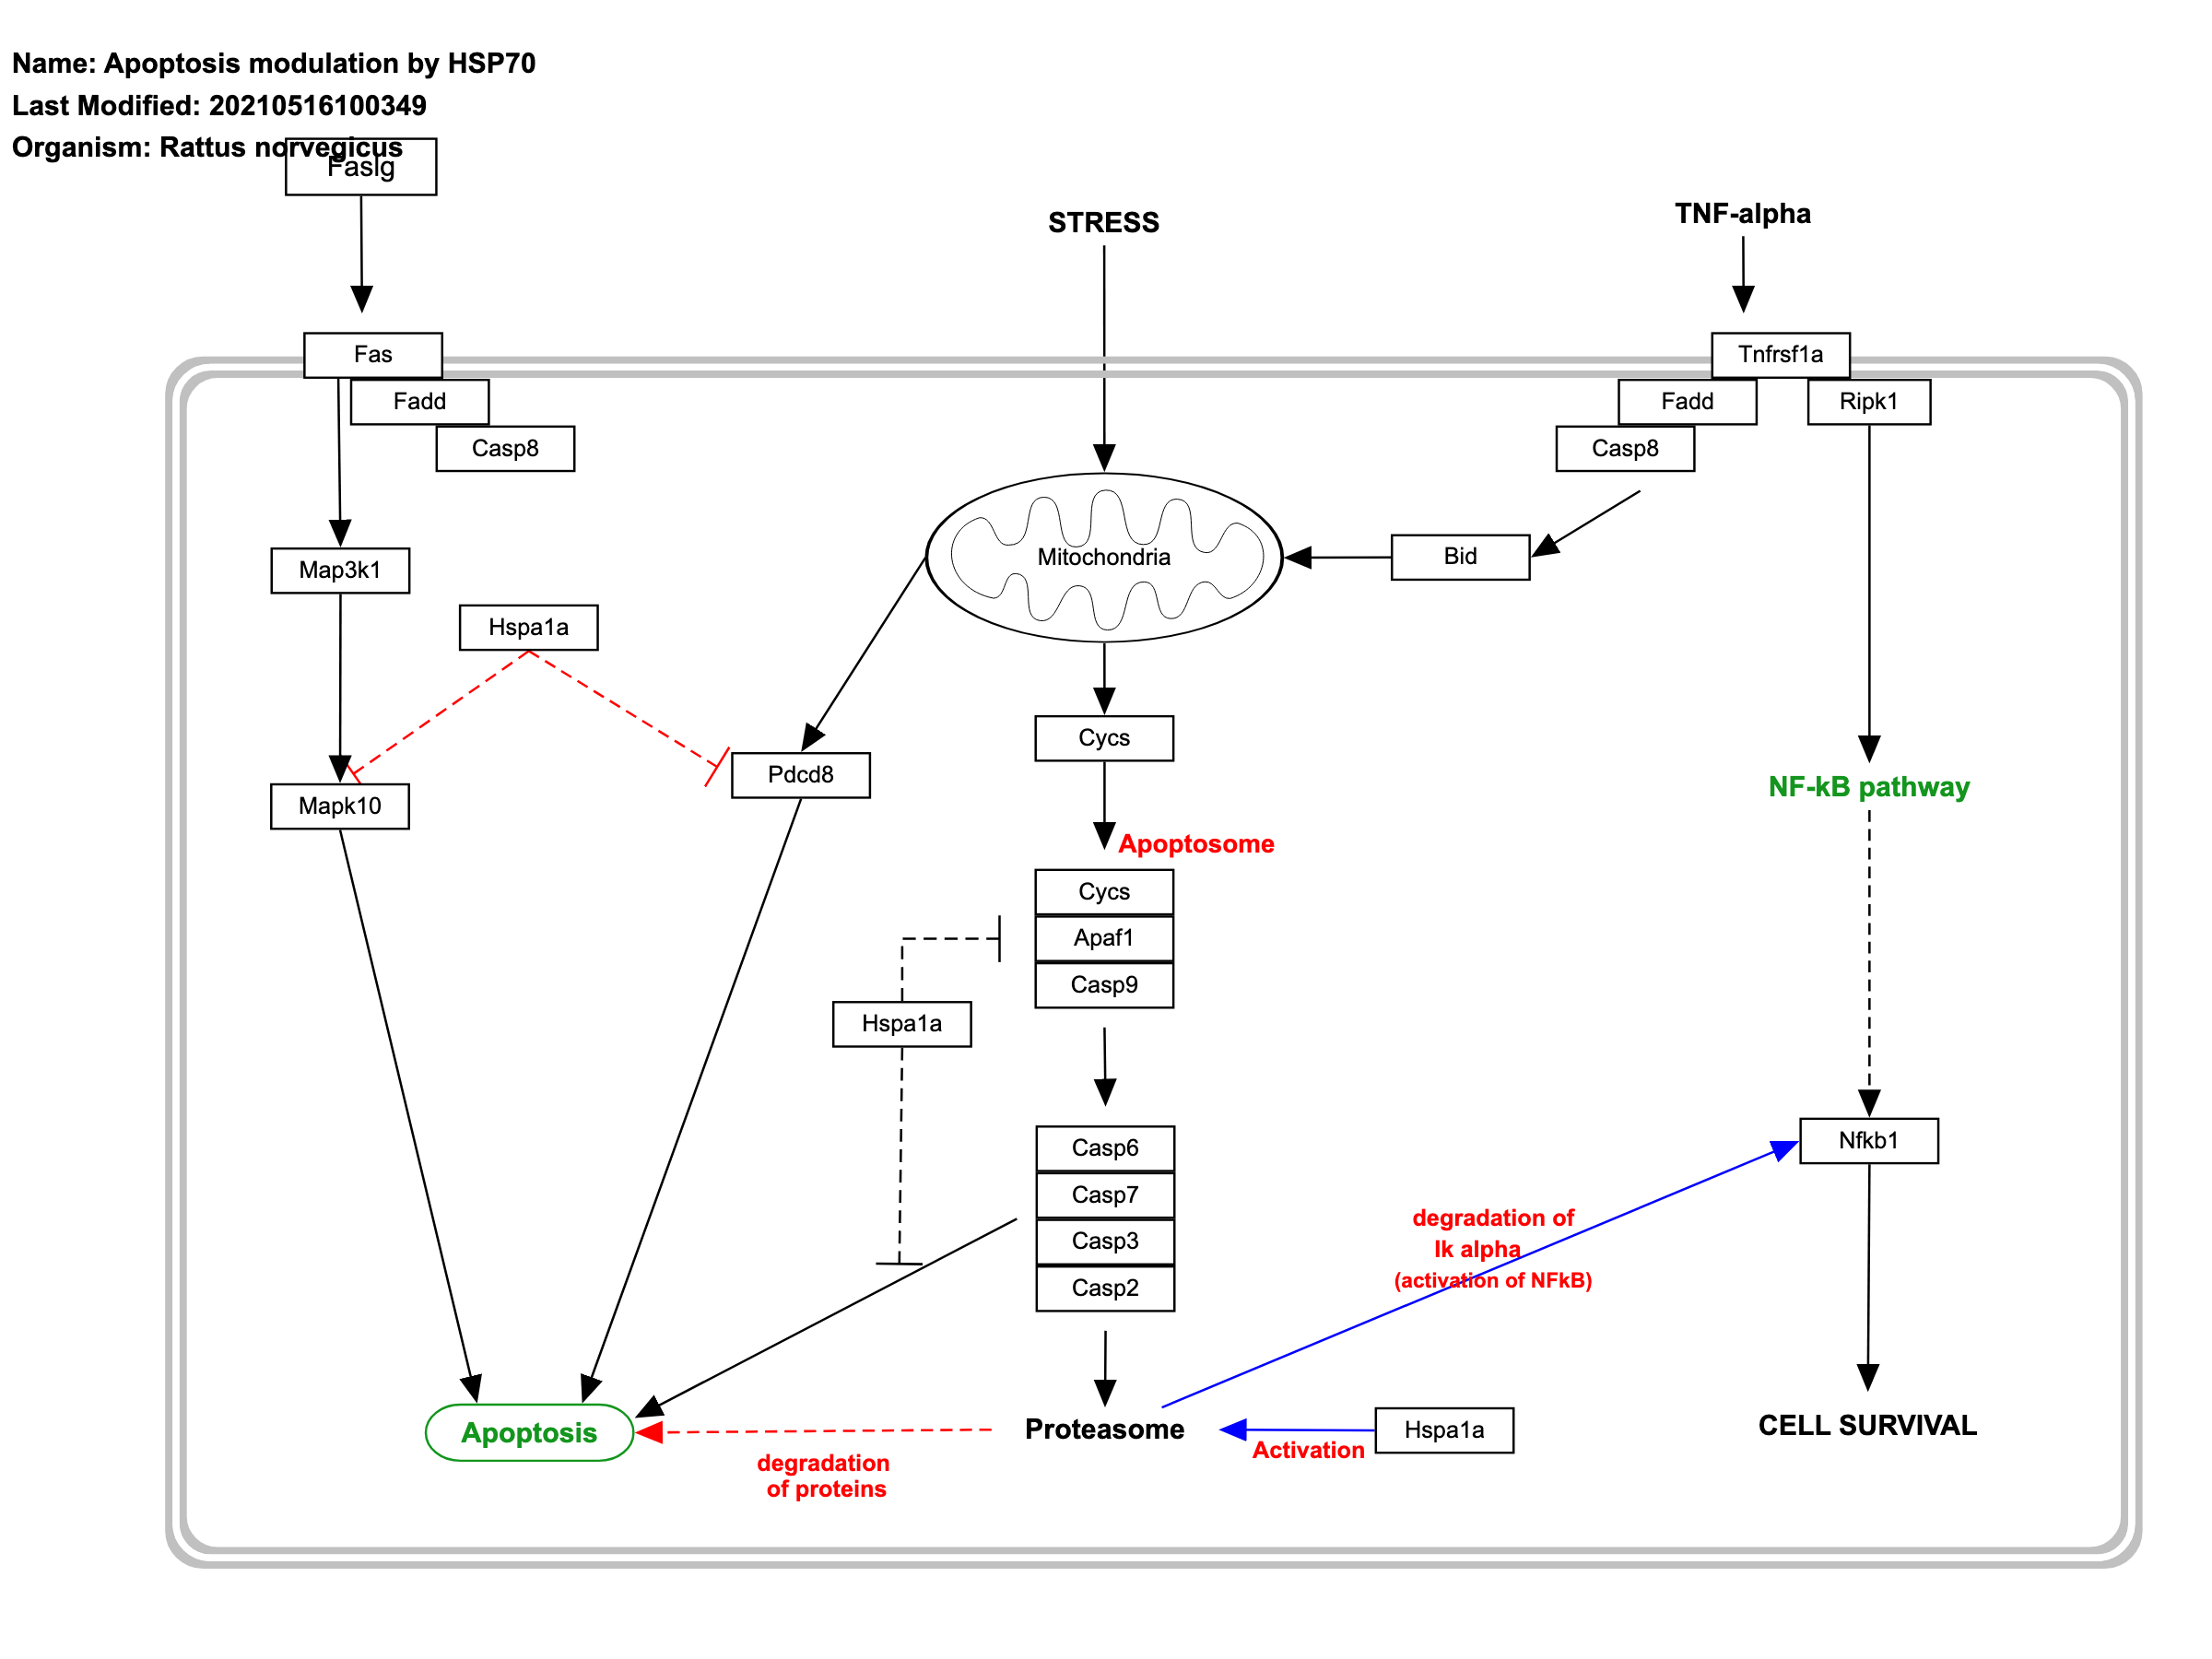 Name: Apoptosis modulation by HSP70
Last Modified: 20210516100349
Organism: Rattus norvegicus
Faslg
STRESS
TNF-alpha
Fas
Tnfrsf1a
Fadd
Fadd
Ripk1
Casp8
Casp8
Mitochondria
Bid
Map3k1
Hspa1a
Cycs
Pdcd8
NF-kB pathway
Mapk10
Apoptosome
Cycs
Apaf1
Casp9
Hspa1a
Casp6
Nfkb1
Casp7
degradation of
Ik alpha
(activation of NFkB)
Casp3
Casp2
Apoptosis
Proteasome
Hspa1a
CELL SURVIVAL
Activation
degradation
of proteins